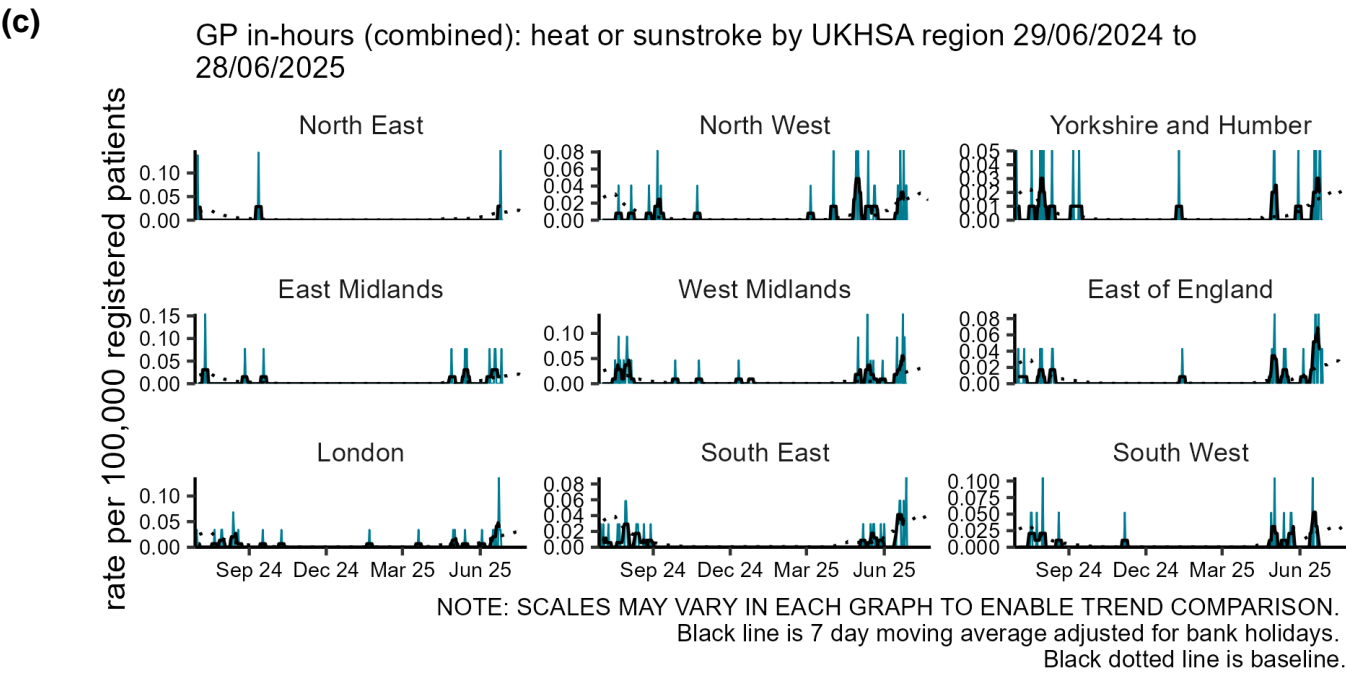 (c)
GP in-hours (combined): heat or sunstroke by UKHSA region 29/06/2024 to
28/06/2025
rate per 100,000 registered patients
North East
0.10
0.05
0.00
North West
0.08
0.06
0.04
0.02
0.00
Yorkshire and Humber
0.05
0.04
0.03
0.02
0.01
0.00
East Midlands
0.15
0.10
0.05
0.00
West Midlands
0.10
0.05
0.00
East of England
0.08
0.06
0.04
0.02
0.00
London
0.10
0.05
0.00
South East
0.08
0.06
0.04
0.02
0.00
South West
0.100
0.075
0.050
0.025
0.000
Sep 24 Dec 24 Mar 25 Jun 25
Sep 24 Dec 24 Mar 25 Jun 25
Sep 24 Dec 24 Mar 25 Jun 25
NOTE: SCALES MAY VARY IN EACH GRAPH TO ENABLE TREND COMPARISON.
Black line is 7 day moving average adjusted for bank holidays.
Black dotted line is baseline.